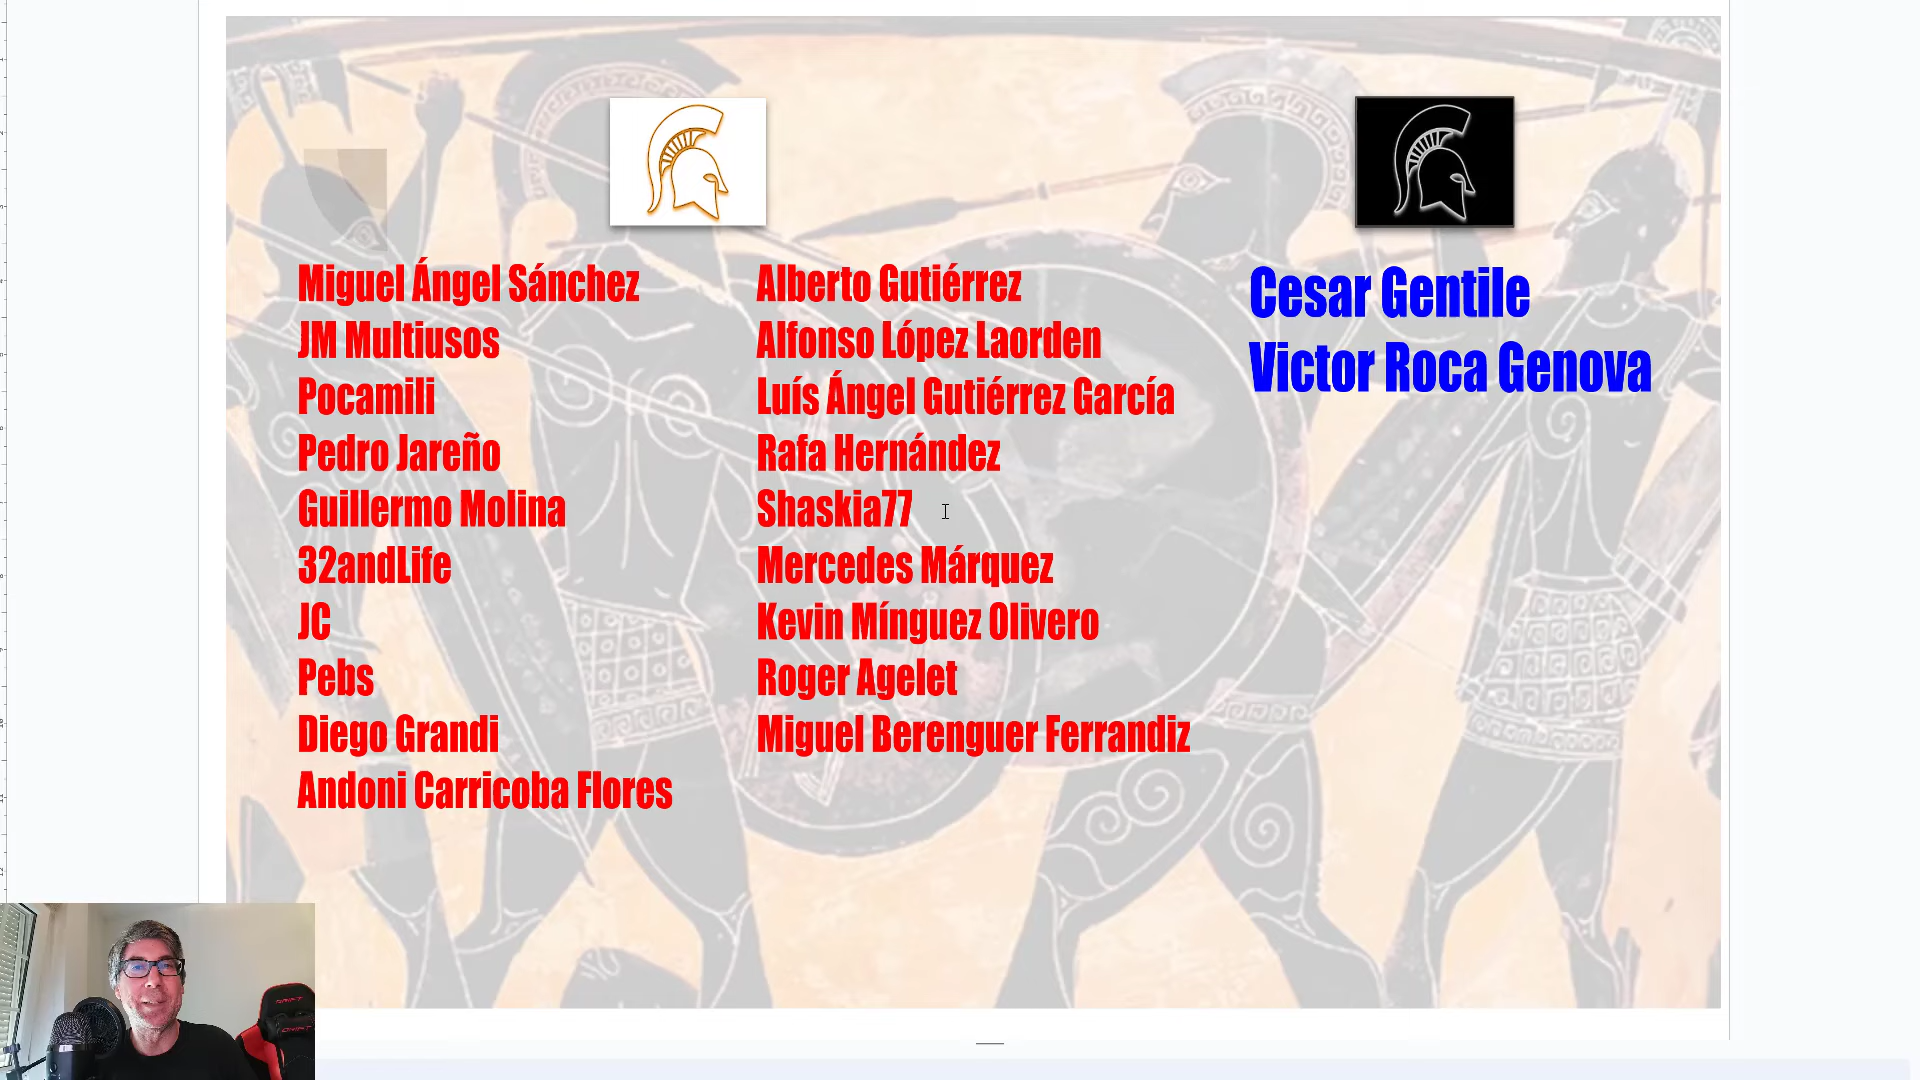 Miguel Ángel Sánchez
JM Multiusos
Pocamili
Pedro Jareño
Guillermo Molina
32andLife
JC
Pebs
Diego Grandi
Andoni Carricoba Flores
Alberto Gutiérrez
Alfonso López Laorden
Luís Ángel Gutiérrez García
Rafa Hernández
Shaskia77
Mercedes Márquez
Kevin Mínguez Olivero
Roger Agelet
Miguel Berenguer Ferrandiz
Cesar Gentile
Victor Roca Genova
DRIFT
DRIFT